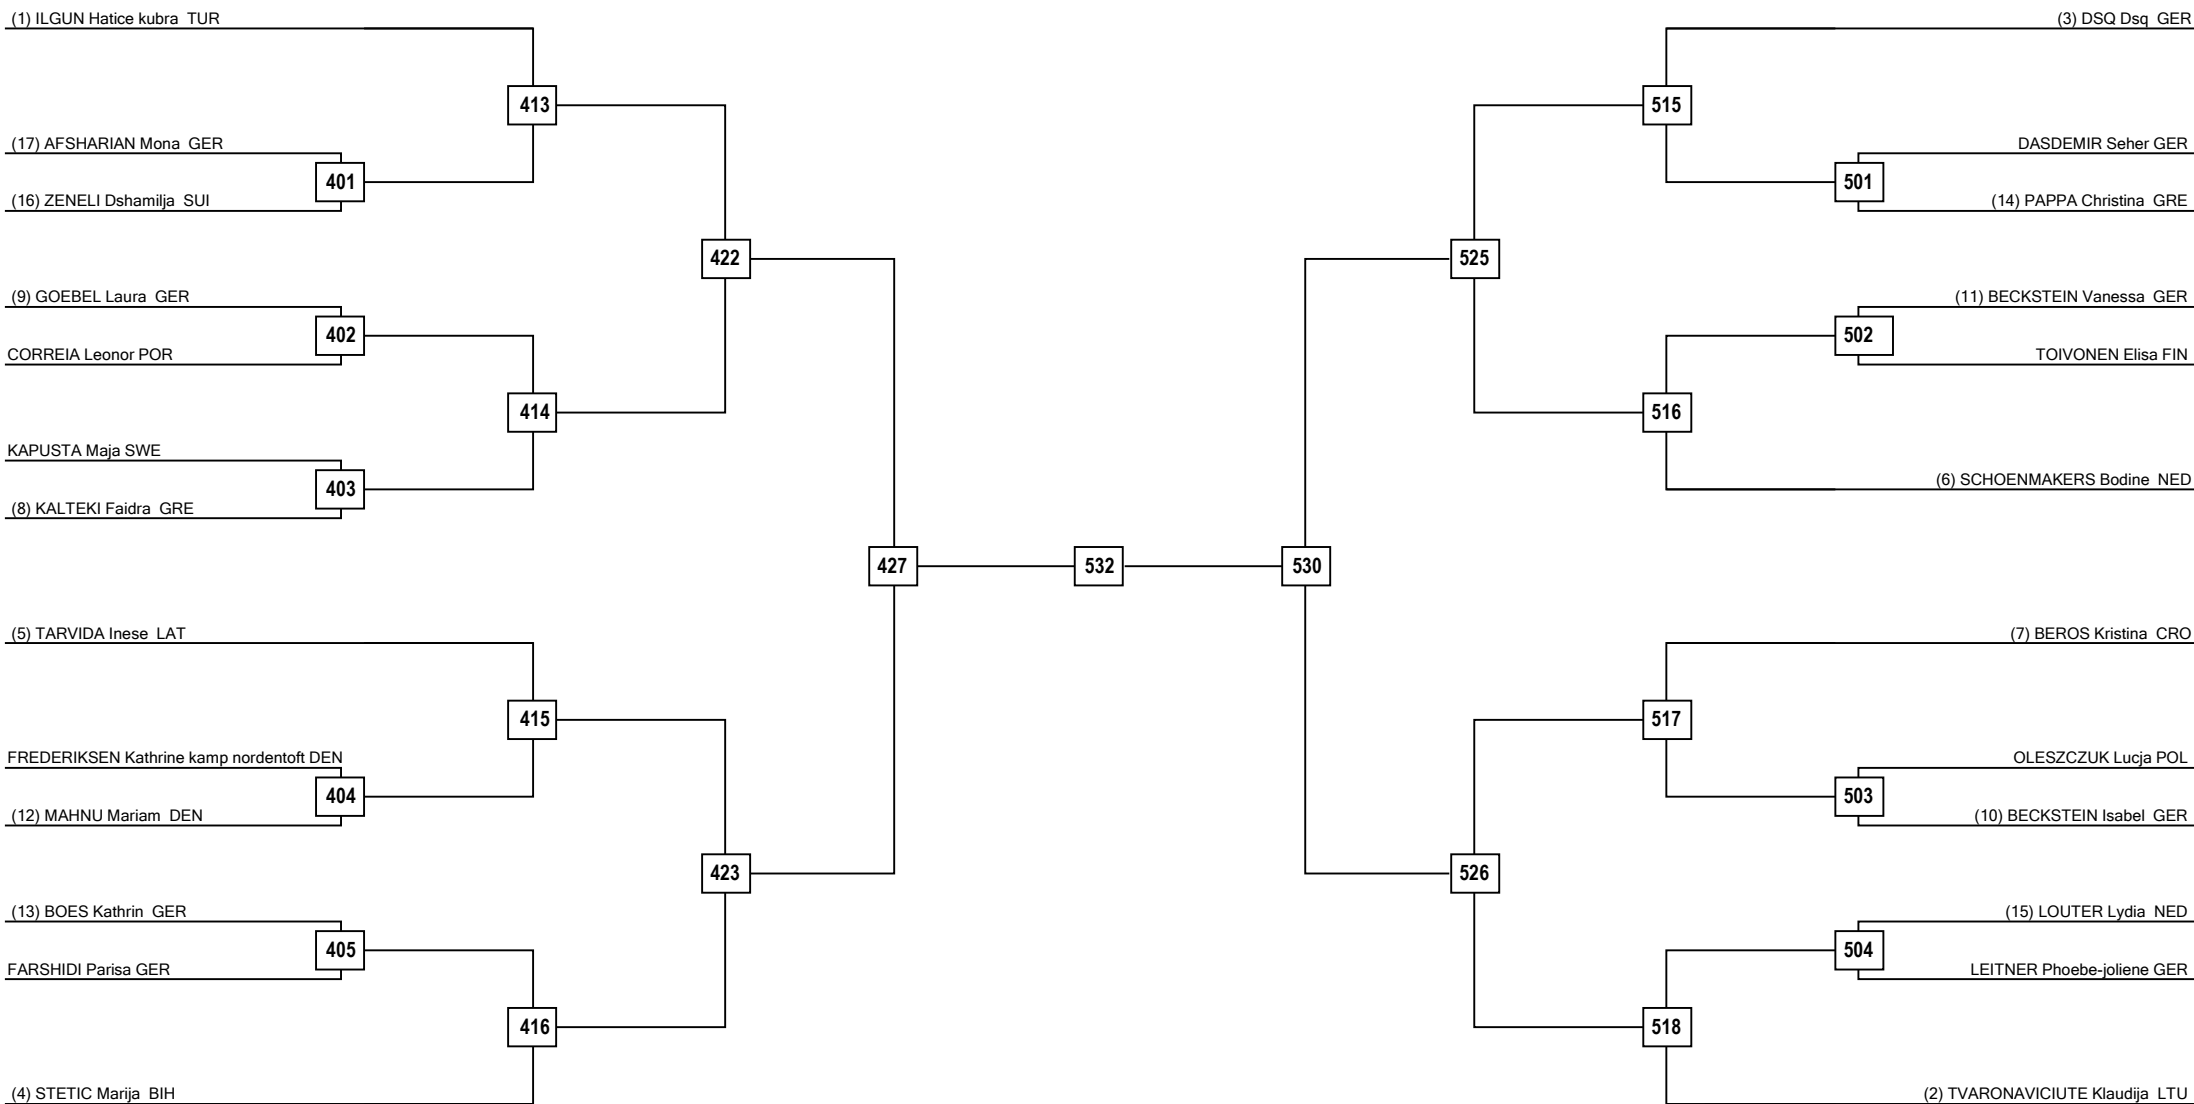 (1) ILGUN Hatice kubra TUR
(3) DSQ Dsq GER
413
515
(17) AFSHARIAN Mona GER
DASDEMIR Seher GER
401
501
(16) ZENELI Dshamilja SUI
(14) PAPPA Christina GRE
422
525
(9) GOEBEL Laura GER
(11) BECKSTEIN Vanessa GER
402
502
CORREIA Leonor POR
TOIVONEN Elisa FIN
414
516
KAPUSTA Maja SWE
403
(6) SCHOENMAKERS Bodine NED
(8) KALTEKI Faidra GRE
427
532
530
(5) TARVIDA Inese LAT
(7) BEROS Kristina CRO
415
517
FREDERIKSEN Kathrine kamp nordentoft DEN
OLESZCZUK Lucja POL
404
503
(12) MAHNU Mariam DEN
(10) BECKSTEIN Isabel GER
423
526
(13) BOES Kathrin GER
(15) LOUTER Lydia NED
405
504
FARSHIDI Parisa GER
LEITNER Phoebe-joliene GER
416
518
(4) STETIC Marija BIH
(2) TVARONAVICIUTE Klaudija LTU